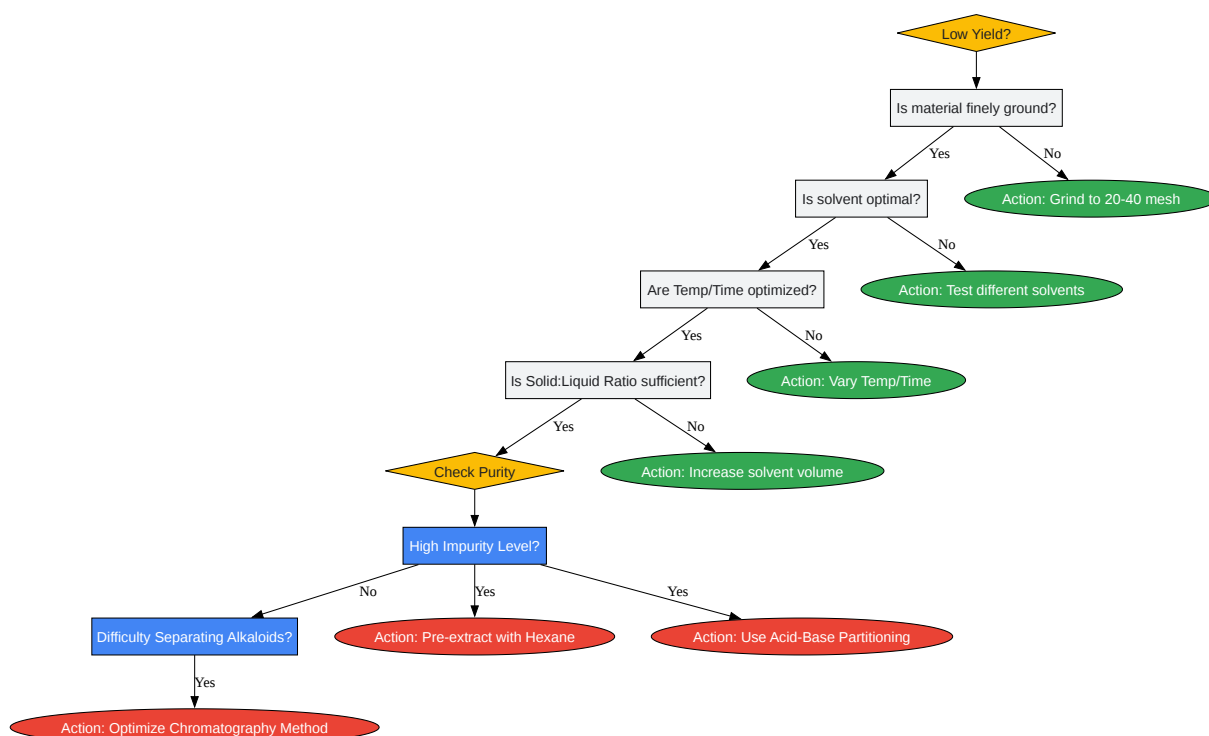 Low Yield?
Is material finely ground?
Yes
No
Is solvent optimal?
Action: Grind to 20-40 mesh
Yes
No
Are Temp/Time optimized?
Action: Test different solvents
Yes
No
Is Solid:Liquid Ratio sufficient?
Action: Vary Temp/Time
Yes
No
Check Purity
Action: Increase solvent volume
High Impurity Level?
No
Yes
Yes
Difficulty Separating Alkaloids?
Action: Pre-extract with Hexane
Action: Use Acid-Base Partitioning
Yes
Action: Optimize Chromatography Method